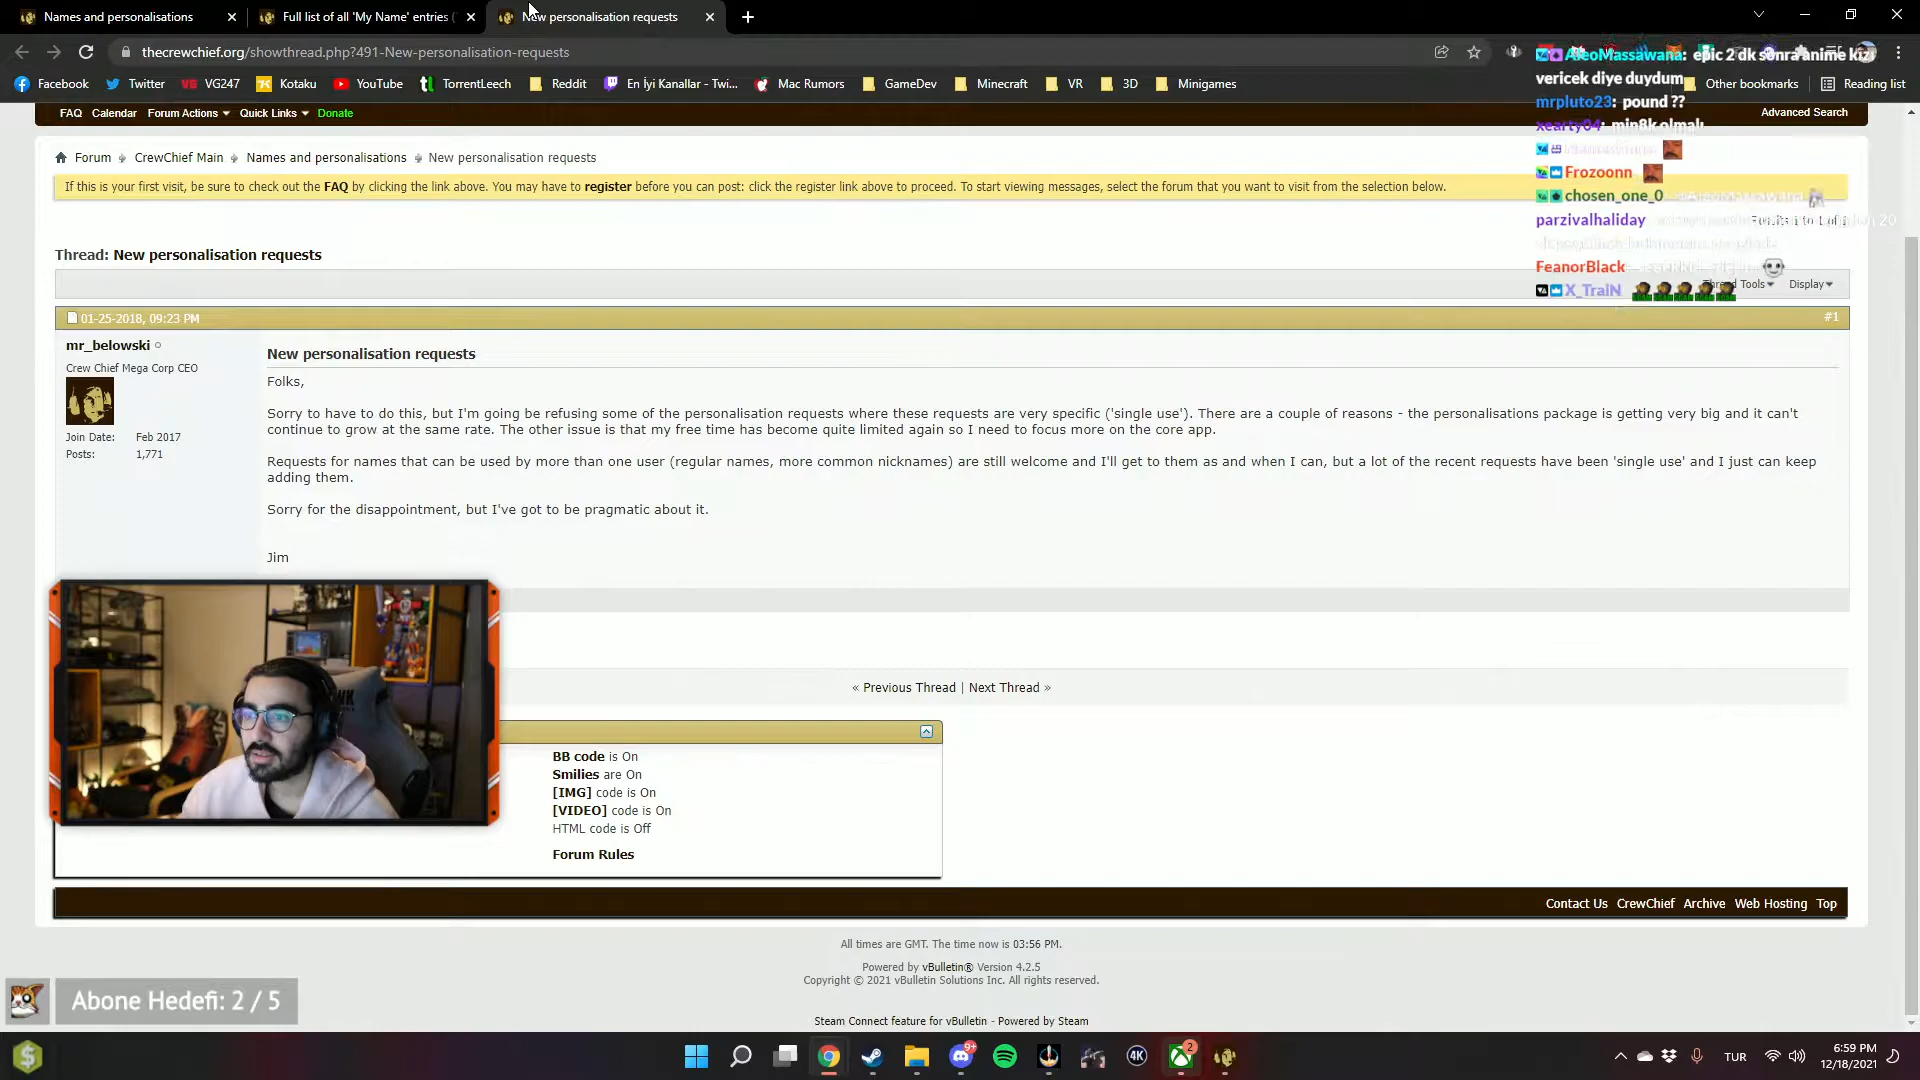 Names and personalisations
Full list of all 'My Name' entries (
New personalisation requests
thecrewchief.org/showthread.php?491-New-personalisation-requests
Facebook
Twitter
VG247
Kotaku
YouTube
TorrentLeech
Reddit
En İyi Kanallar - Twi...
Mac Rumors
GameDev
Minecraft
VR
3D
Minigames
Other bookmarks
Reading list
AleoMassawana: epic 2 dk sonra anime kizi
vericek diye duydum
mrpluto23: pound ??
xearty04: min8k olmalı
Frozoonn
chosen_one_0
parzivalhaliday
FeanorBlack
X_TraiN
FAQ Calendar Forum Actions Quick Links Donate
Advanced Search
Forum CrewChief Main Names and personalisations New personalisation requests
If this is your first visit, be sure to check out the FAQ by clicking the link above. You may have to register before you can post: click the register link above to proceed. To start viewing messages, select the forum that you want to visit from the selection below.
Thread: New personalisation requests
Thread Tools Display
01-25-2018, 09:23 PM
#1
mr_belowski
Crew Chief Mega Corp CEO
Join Date: Feb 2017
Posts: 1,771
New personalisation requests
Folks,
Sorry to have to do this, but I'm going be refusing some of the personalisation requests where these requests are very specific ('single use'). There are a couple of reasons - the personalisations package is getting very big and it can't
continue to grow at the same rate. The other issue is that my free time has become quite limited again so I need to focus more on the core app.
Requests for names that can be used by more than one user (regular names, more common nicknames) are still welcome and I'll get to them as and when I can, but a lot of the recent requests have been 'single use' and I just can keep
adding them.
Sorry for the disappointment, but I've got to be pragmatic about it.
Jim
« Previous Thread | Next Thread »
BB code is On
Smilies are On
[IMG] code is On
[VIDEO] code is On
HTML code is Off
Forum Rules
Contact Us CrewChief Archive Web Hosting Top
All times are GMT. The time now is 03:56 PM.
Powered by vBulletin® Version 4.2.5
Copyright © 2021 vBulletin Solutions Inc. All rights reserved.
Steam Connect feature for vBulletin - Powered by Steam
Abone Hedefi: 2 / 5
9+
4K
2
TUR
6:59 PM
12/18/2021